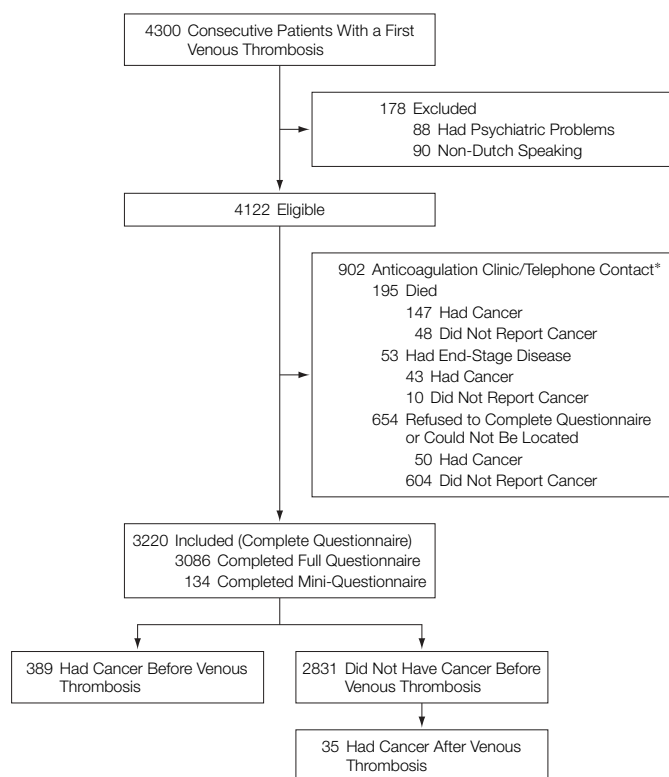 4300 Consecutive Patients With a First
Venous Thrombosis
178 Excluded
88 Had Psychiatric Problems
90 Non-Dutch Speaking
4122 Eligible
902 Anticoagulation Clinic/Telephone Contact*
195 Died
147 Had Cancer
48 Did Not Report Cancer
53 Had End-Stage Disease
43 Had Cancer
10 Did Not Report Cancer
654 Refused to Complete Questionnaire
or Could Not Be Located
50 Had Cancer
604 Did Not Report Cancer
3220 Included (Complete Questionnaire)
3086 Completed Full Questionnaire
134 Completed Mini-Questionnaire
389 Had Cancer Before Venous
Thrombosis
2831 Did Not Have Cancer Before
Venous Thrombosis
35 Had Cancer After Venous
Thrombosis